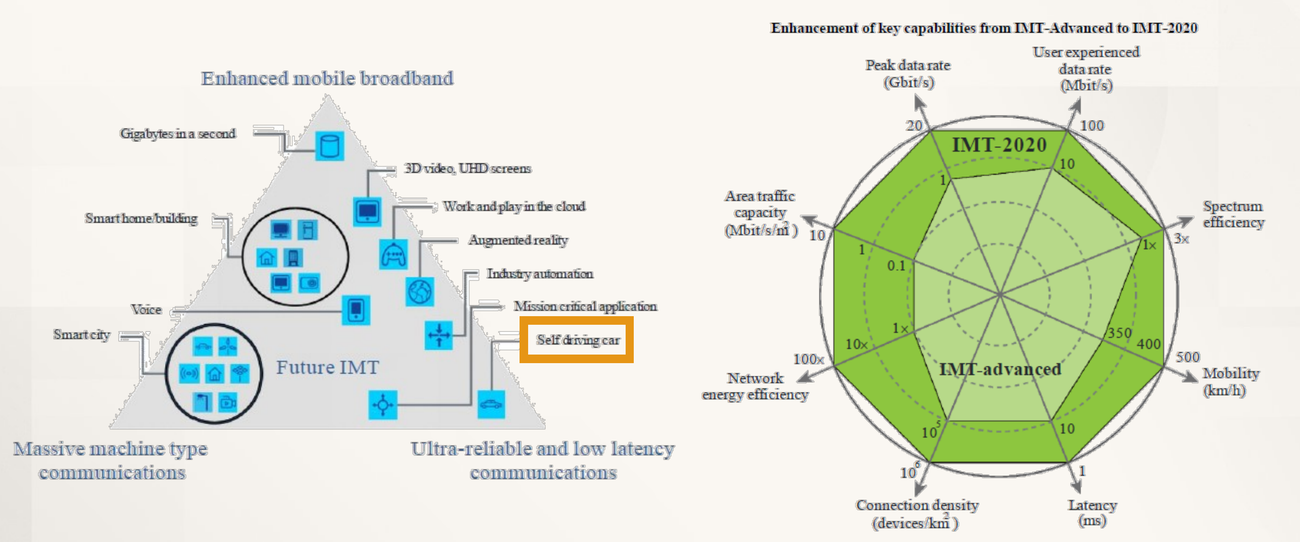 Enhanced mobile broadband
Gigabytes in a second
3D video, UHD screens
Smart home/building
Work and play in the cloud
Augmented reality
Industry automation
Voice
Mission critical application
Smart city
Self driving car
Future IMT
Massive machine type
communications
Ultra-reliable and low latency
communications
Enhancement of key capabilities from IMT-Advanced to IMT-2020
Peak data rate
(Gbit/s)
User experienced
data rate
(Mbit/s)
20
100
IMT-2020
10
1
Area traffic
capacity
(Mbit/s/m²)
Spectrum
efficiency
10
1
0.1
1×
3×
1×
10×
100×
350
400
500
Network
energy efficiency
IMT-advanced
Mobility
(km/h)
10⁵
10
10⁶
1
Connection density
(devices/km²)
Latency
(ms)